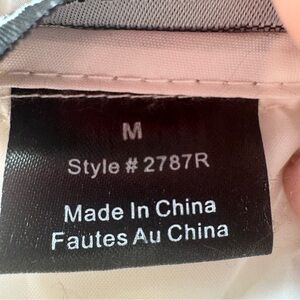 M
Style # 2787R
Made In China
Fautes Au China